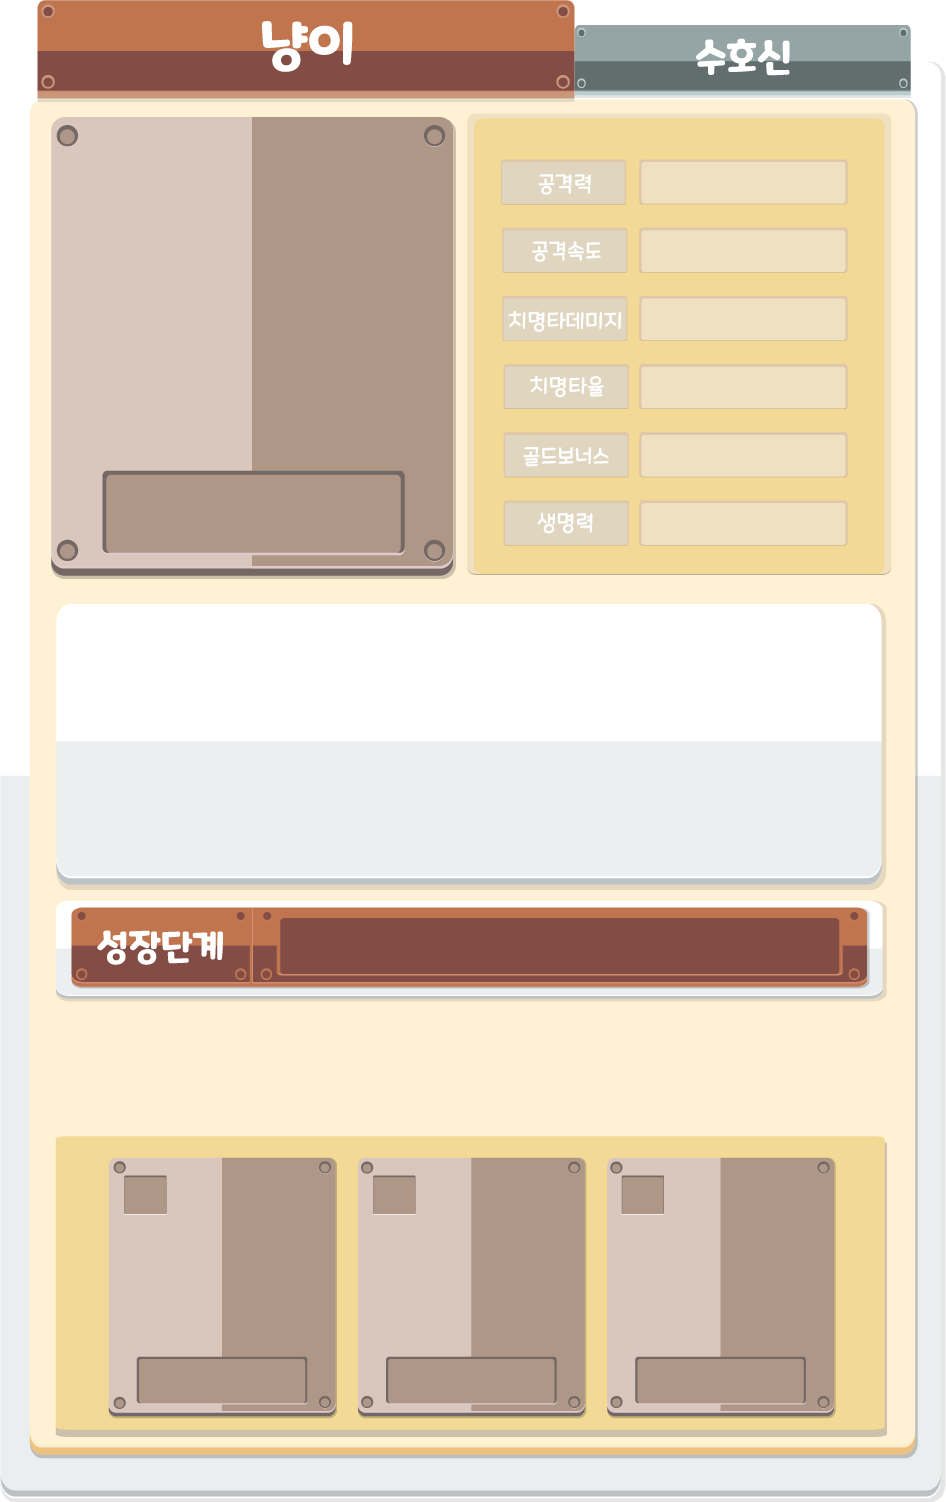 냥이
수호신
공격력
공격속도
치명타데미지
치명타율
골드보너스
생명력
성장단계